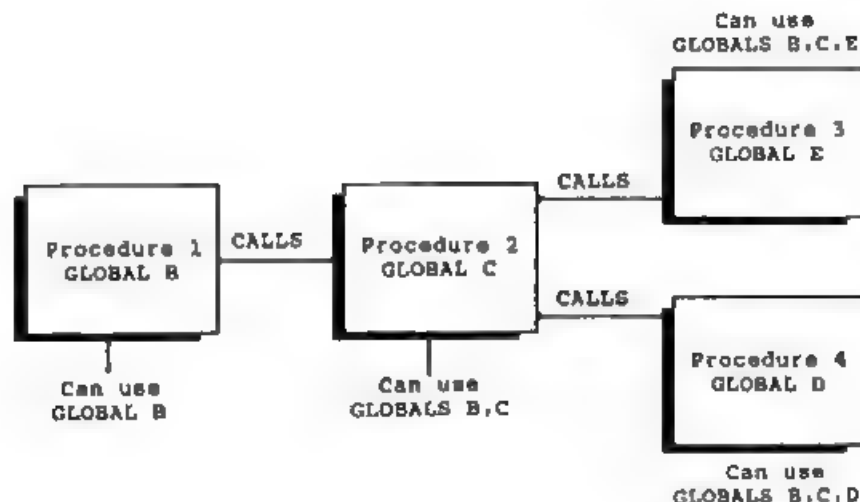 Can use
GLOBALS B,C,E
Procedure 3
GLOBAL E
CALLS
Procedure 1
GLOBAL B
CALLS
Procedure 2
GLOBAL C
CALLS
Procedure 4
GLOBAL D
Can use
GLOBAL B
Can use
GLOBALS B,C
Can use
GLOBALS B,C,D